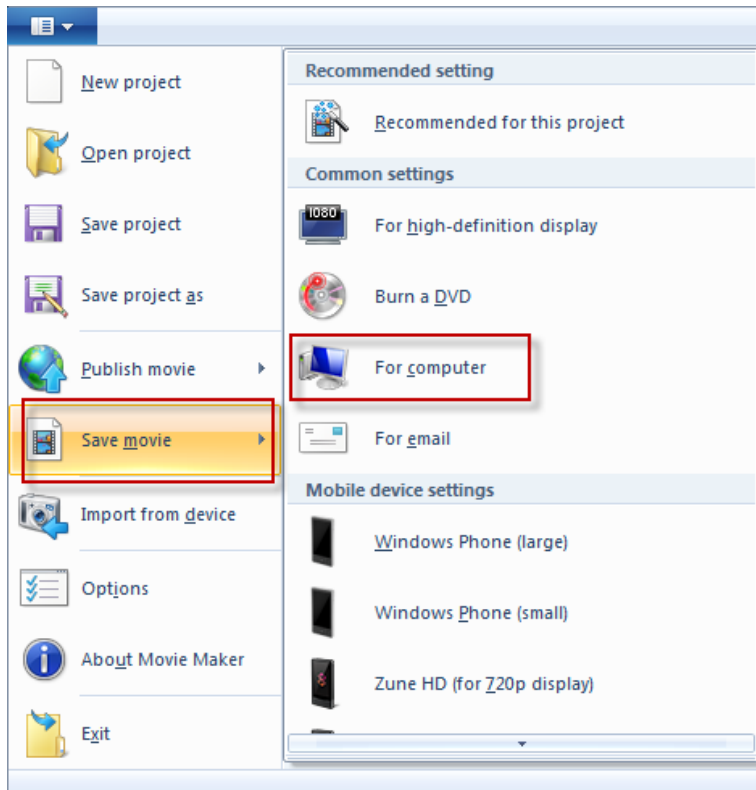 New project
Open project
Save project
Save project as
Publish movie
Save movie
Import from device
Options
About Movie Maker
Exit
Recommended setting
Recommended for this project
Common settings
1080
For high-definition display
Burn a DVD
For computer
For email
Mobile device settings
Windows Phone (large)
Windows Phone (small)
Zune HD (for 720p display)